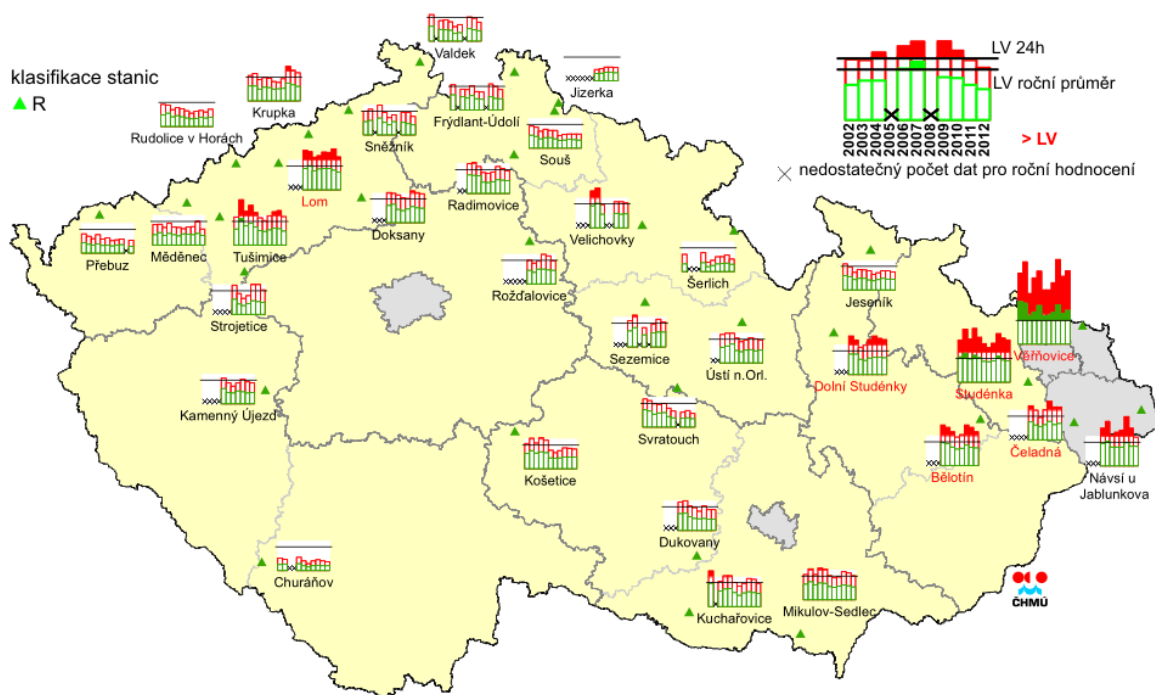 klasifikace stanic
R
LV 24h
LV roční průměr
2002
2003
2004
2005
2006
2007
2008
2009
2010
2011
2012
> LV
nedostatečný počet dat pro roční hodnocení
Valdek
Jizerka
Krupka
Rudolice v Horách
Sněžník
Frýdlant-Údolí
Souš
Lom
Radimovice
Doksany
Přebuz
Měděnec
Tušimice
Velichovky
Šerlich
Rožďalovice
Jeseník
Strojetice
Sezemice
Ústí n.Orl.
Dolní Studénky
Studénka
Věřňovice
Kamenný Újezd
Svratouch
Čeladná
Košetice
Bělotín
Návsí u
Jablunkova
Dukovany
Churáňov
Kuchařovice
Mikulov-Sedlec
ČHMÚ